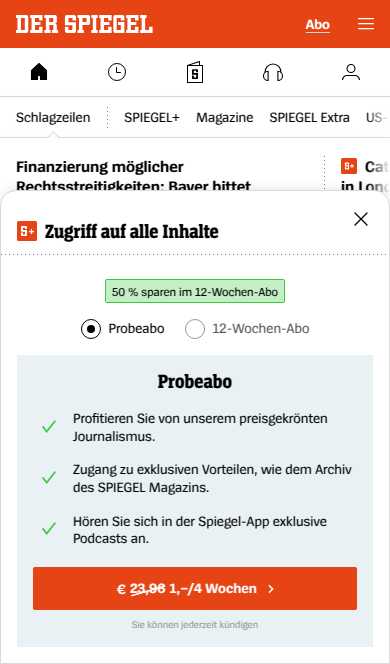 DER SPIEGEL
Abo
Schlagzeilen SPIEGEL+ Magazine SPIEGEL Extra US-
Finanzierung möglicher
Rechtsstreitigkeiten: Bayer bittet
S+ Cat
in Lond
S+ Zugriff auf alle Inhalte
50 % sparen im 12-Wochen-Abo
Probeabo 12-Wochen-Abo
Probeabo
Profitieren Sie von unserem preisgekrönten
Journalismus.
Zugang zu exklusiven Vorteilen, wie dem Archiv
des SPIEGEL Magazins.
Hören Sie sich in der Spiegel-App exklusive
Podcasts an.
€ 23,96 1,–/4 Wochen
Sie können jederzeit kündigen